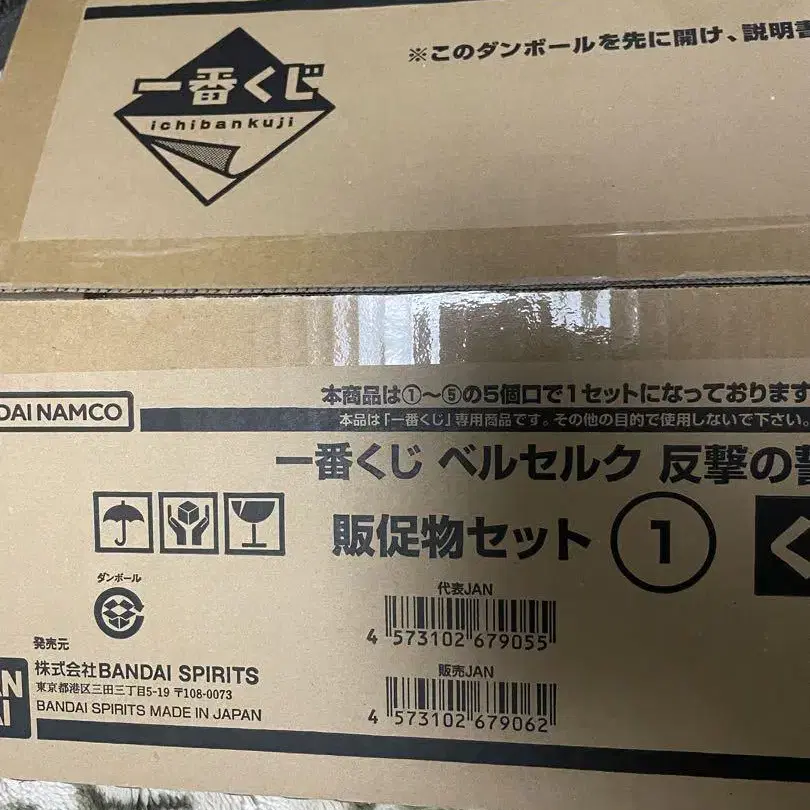 ※このダンボールを先に開け、説明書
一番くじ
ichibankuji
DAI NAMCO
本商品は①〜⑤の5個口で1セットになっております
本品は「一番くじ」専用商品です。その他の目的で使用しないで下さい。
一番くじ ベルセルク 反撃の誓
販促物セット ①
く
代表JAN
4 573102 679055
ダンボール
発売元
株式会社BANDAI SPIRITS
東京都港区三田三丁目5-19 〒108-0073
BANDAI SPIRITS MADE IN JAPAN
販売JAN
4 573102 679062
AN
AI